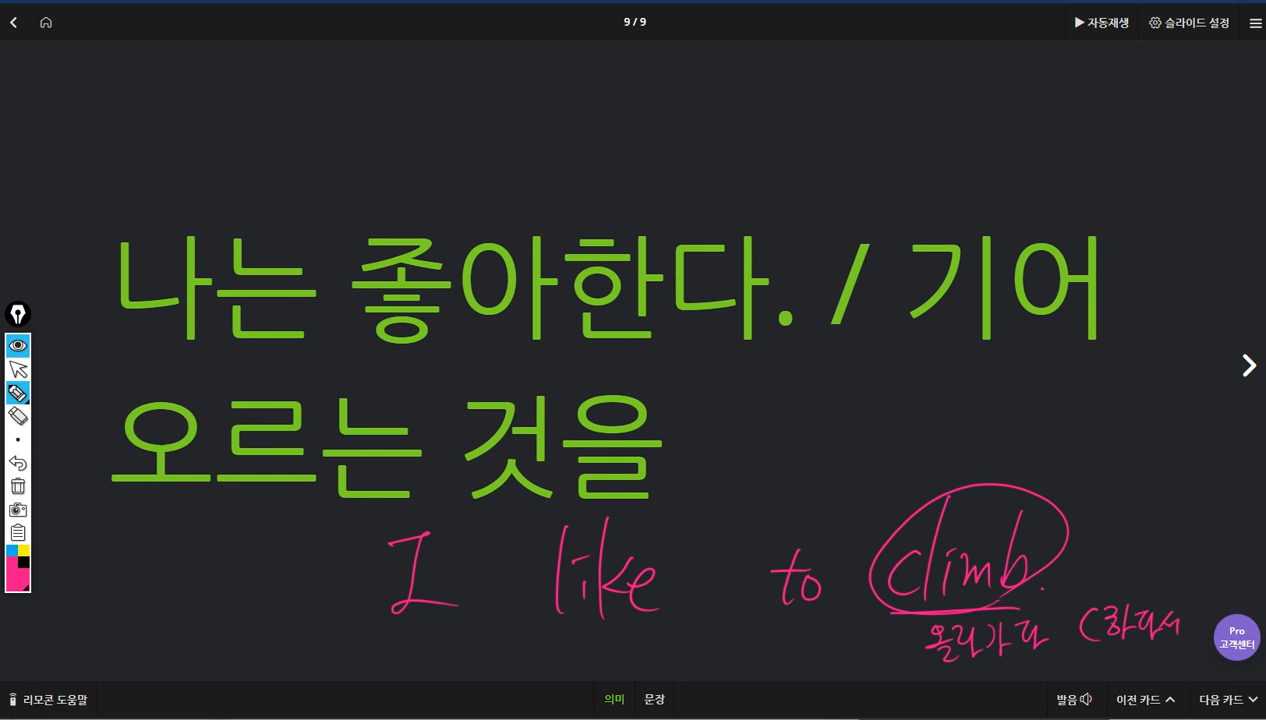 9 / 9
자동재생
슬라이드 설정
나는 좋아한다. / 기어
오르는 것을
I like to climb.
올라가다
Pro
고객센터
리모콘 도움말
의미
문장
발음
이전 카드
다음 카드